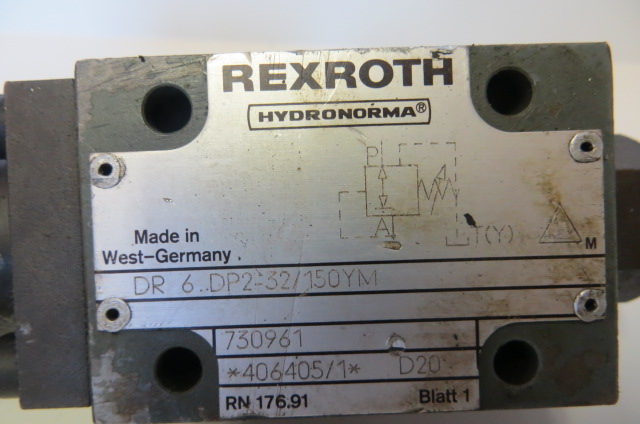 REXROTH
HYDRONORMA®
P
A
T(Y)
M
Made in
West-Germany
DR 6 DP2-32/150YM
730961
*406405/1* D20
RN 176.91 Blatt 1